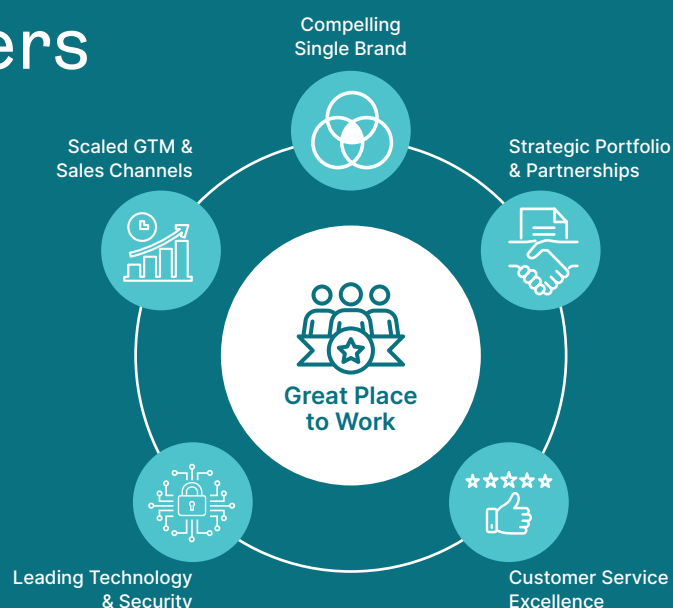 ers
Compelling
Single Brand
Scaled GTM &
Sales Channels
Strategic Portfolio
& Partnerships
Great Place
to Work
Leading Technology
& Security
Customer Service
Excellence